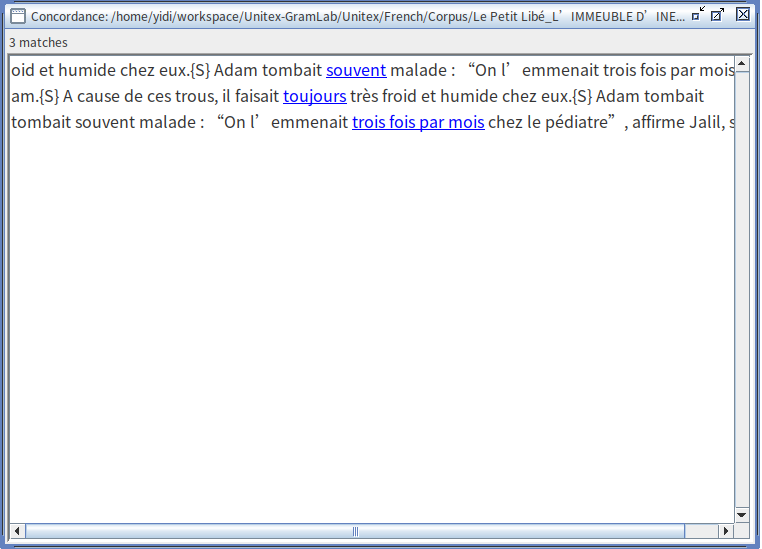 Concordance: /home/yidi/workspace/Unitex-GramLab/Unitex/French/Corpus/Le Petit Libé_L’IMMEUBLE D’INE...
3 matches
oid et humide chez eux.{S} Adam tombait souvent malade : “On l’emmenait trois fois par mois
am.{S} A cause de ces trous, il faisait toujours très froid et humide chez eux.{S} Adam tombait
tombait souvent malade : “On l’emmenait trois fois par mois chez le pédiatre”, affirme Jalil, s